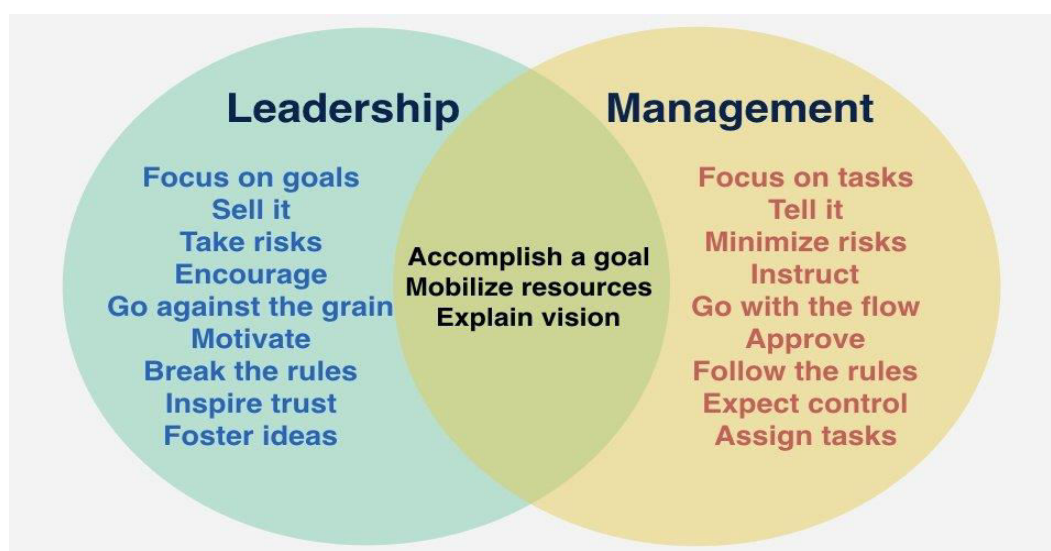 Leadership
Management
Focus on goals
Sell it
Take risks
Encourage
Go against the grain
Motivate
Break the rules
Inspire trust
Foster ideas
Accomplish a goal
Mobilize resources
Explain vision
Focus on tasks
Tell it
Minimize risks
Instruct
Go with the flow
Approve
Follow the rules
Expect control
Assign tasks